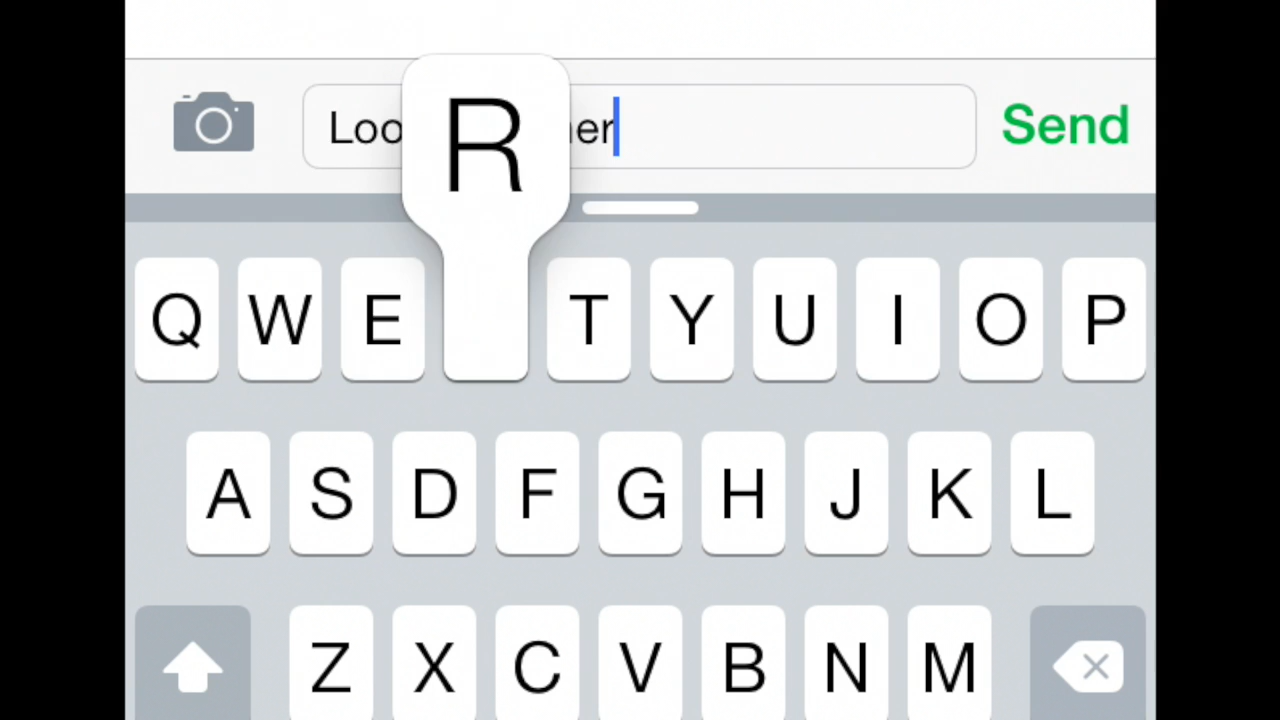 R
Loo er
Send
Q W E T Y U I O P
A S D F G H J K L
Z X C V B N M